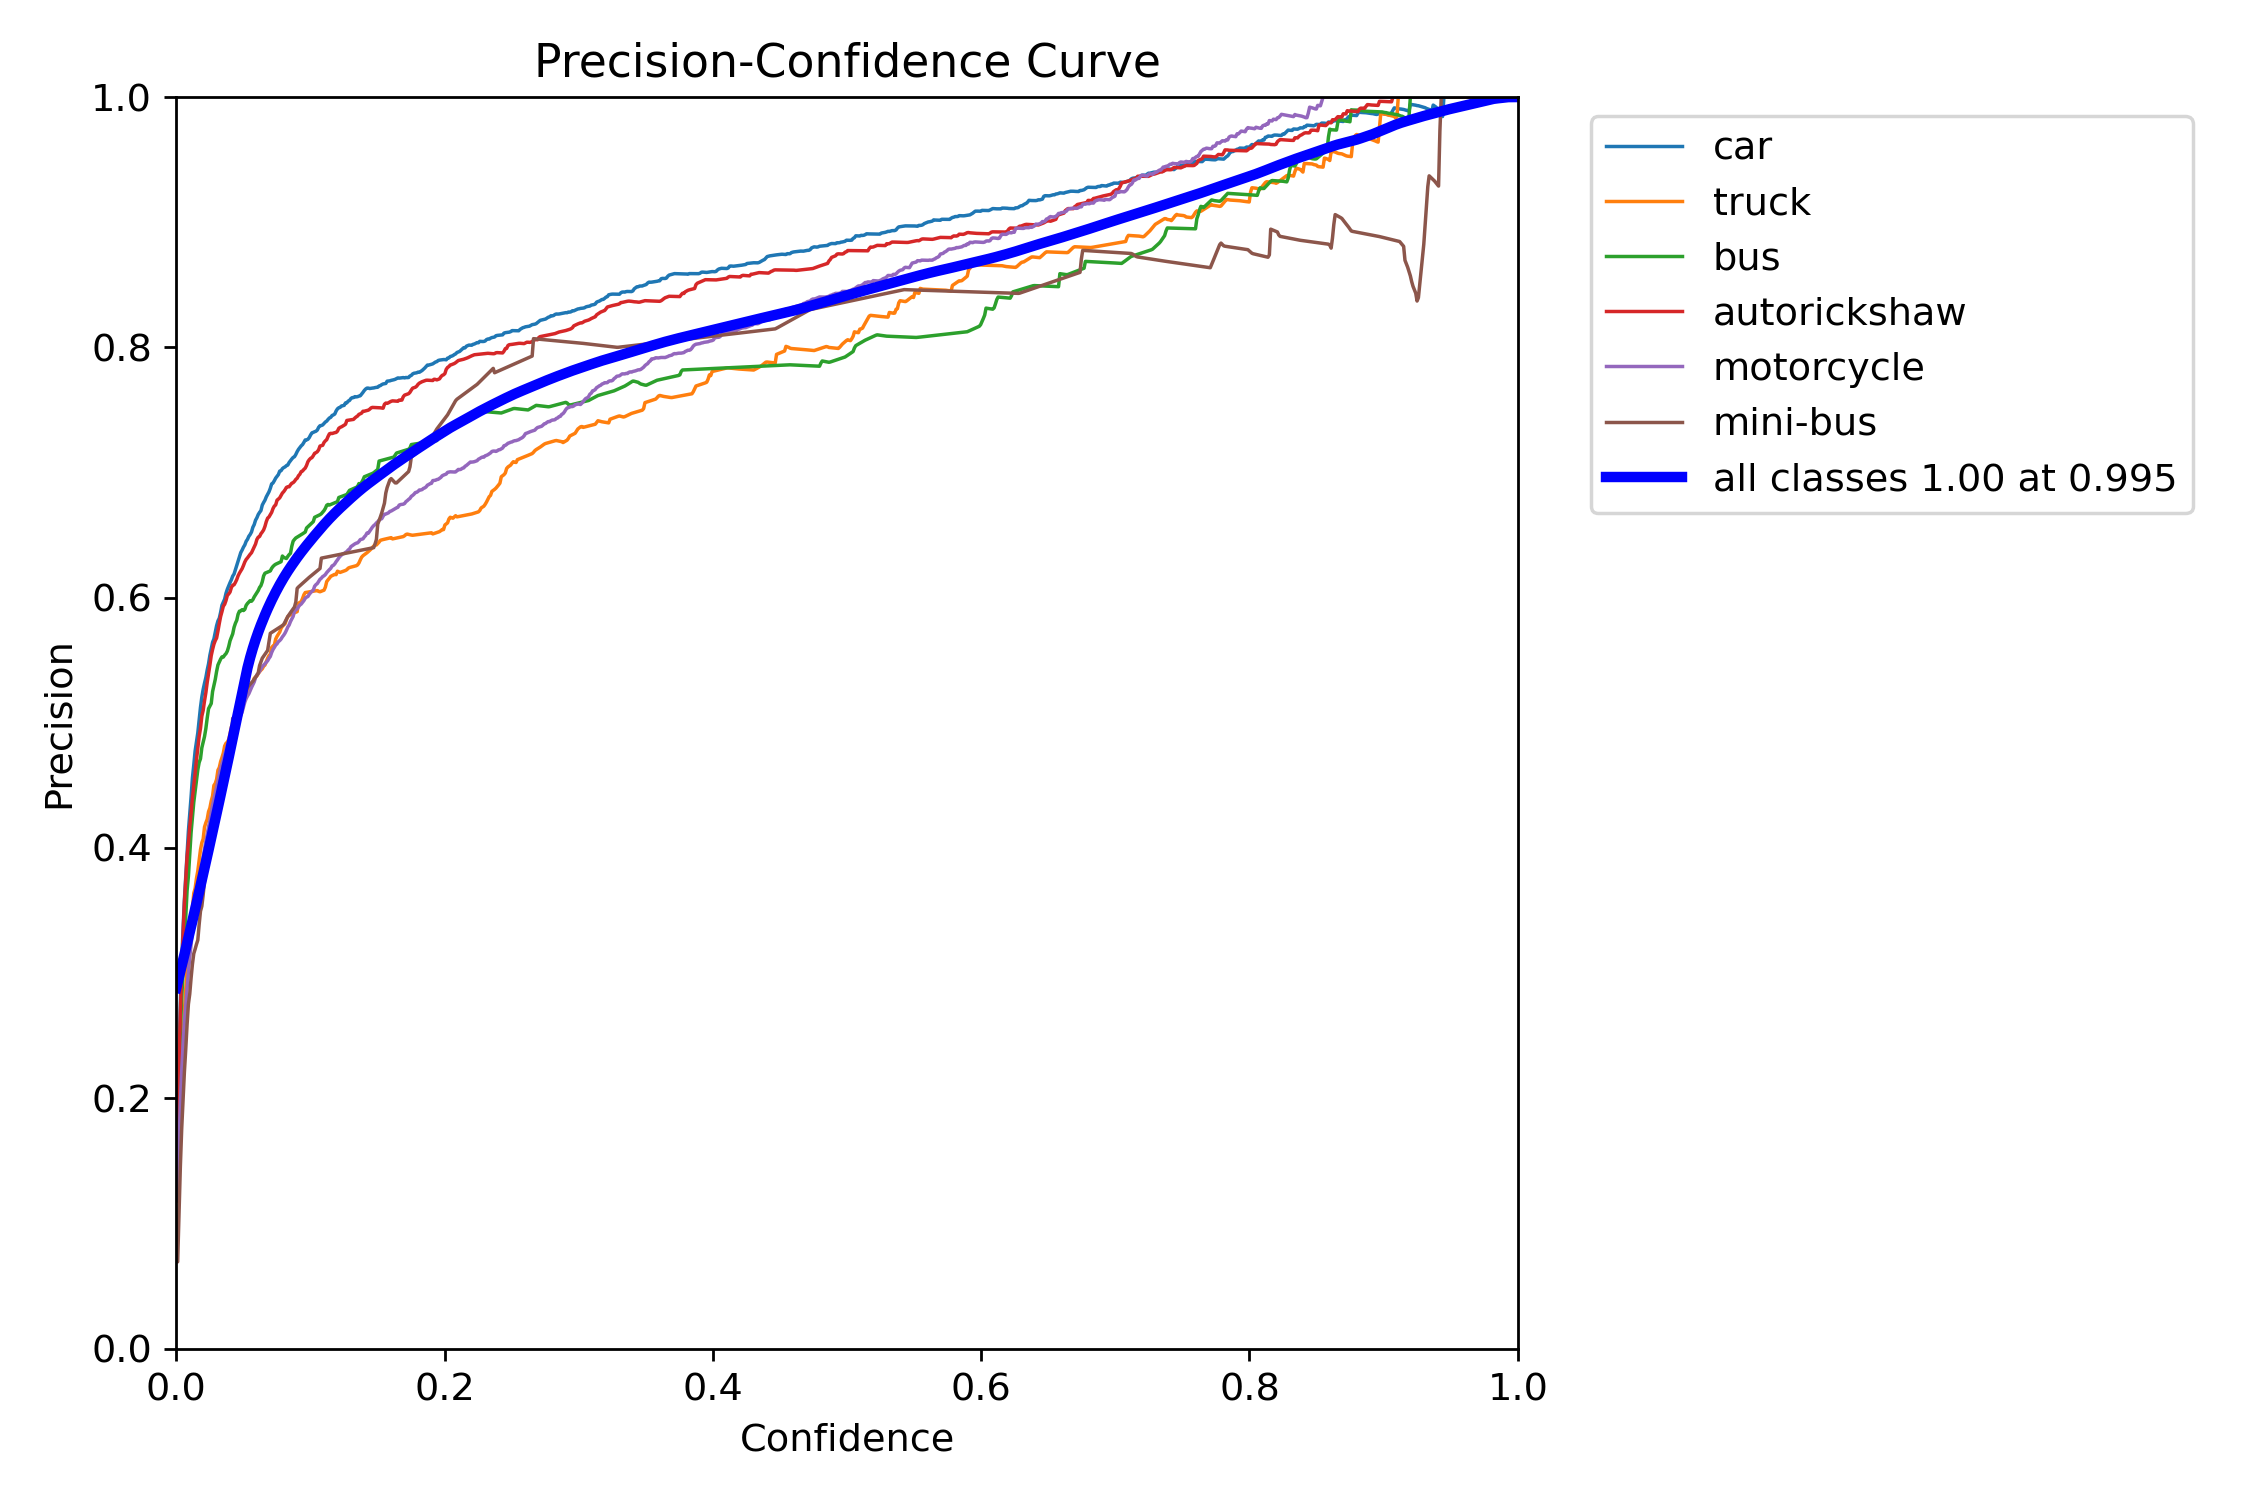 Precision-Confidence Curve
1.0
0.8
0.6
0.4
0.2
0.0
Precision
0.0 0.2 0.4 0.6 0.8 1.0
Confidence
car
truck
bus
autorickshaw
motorcycle
mini-bus
all classes 1.00 at 0.995